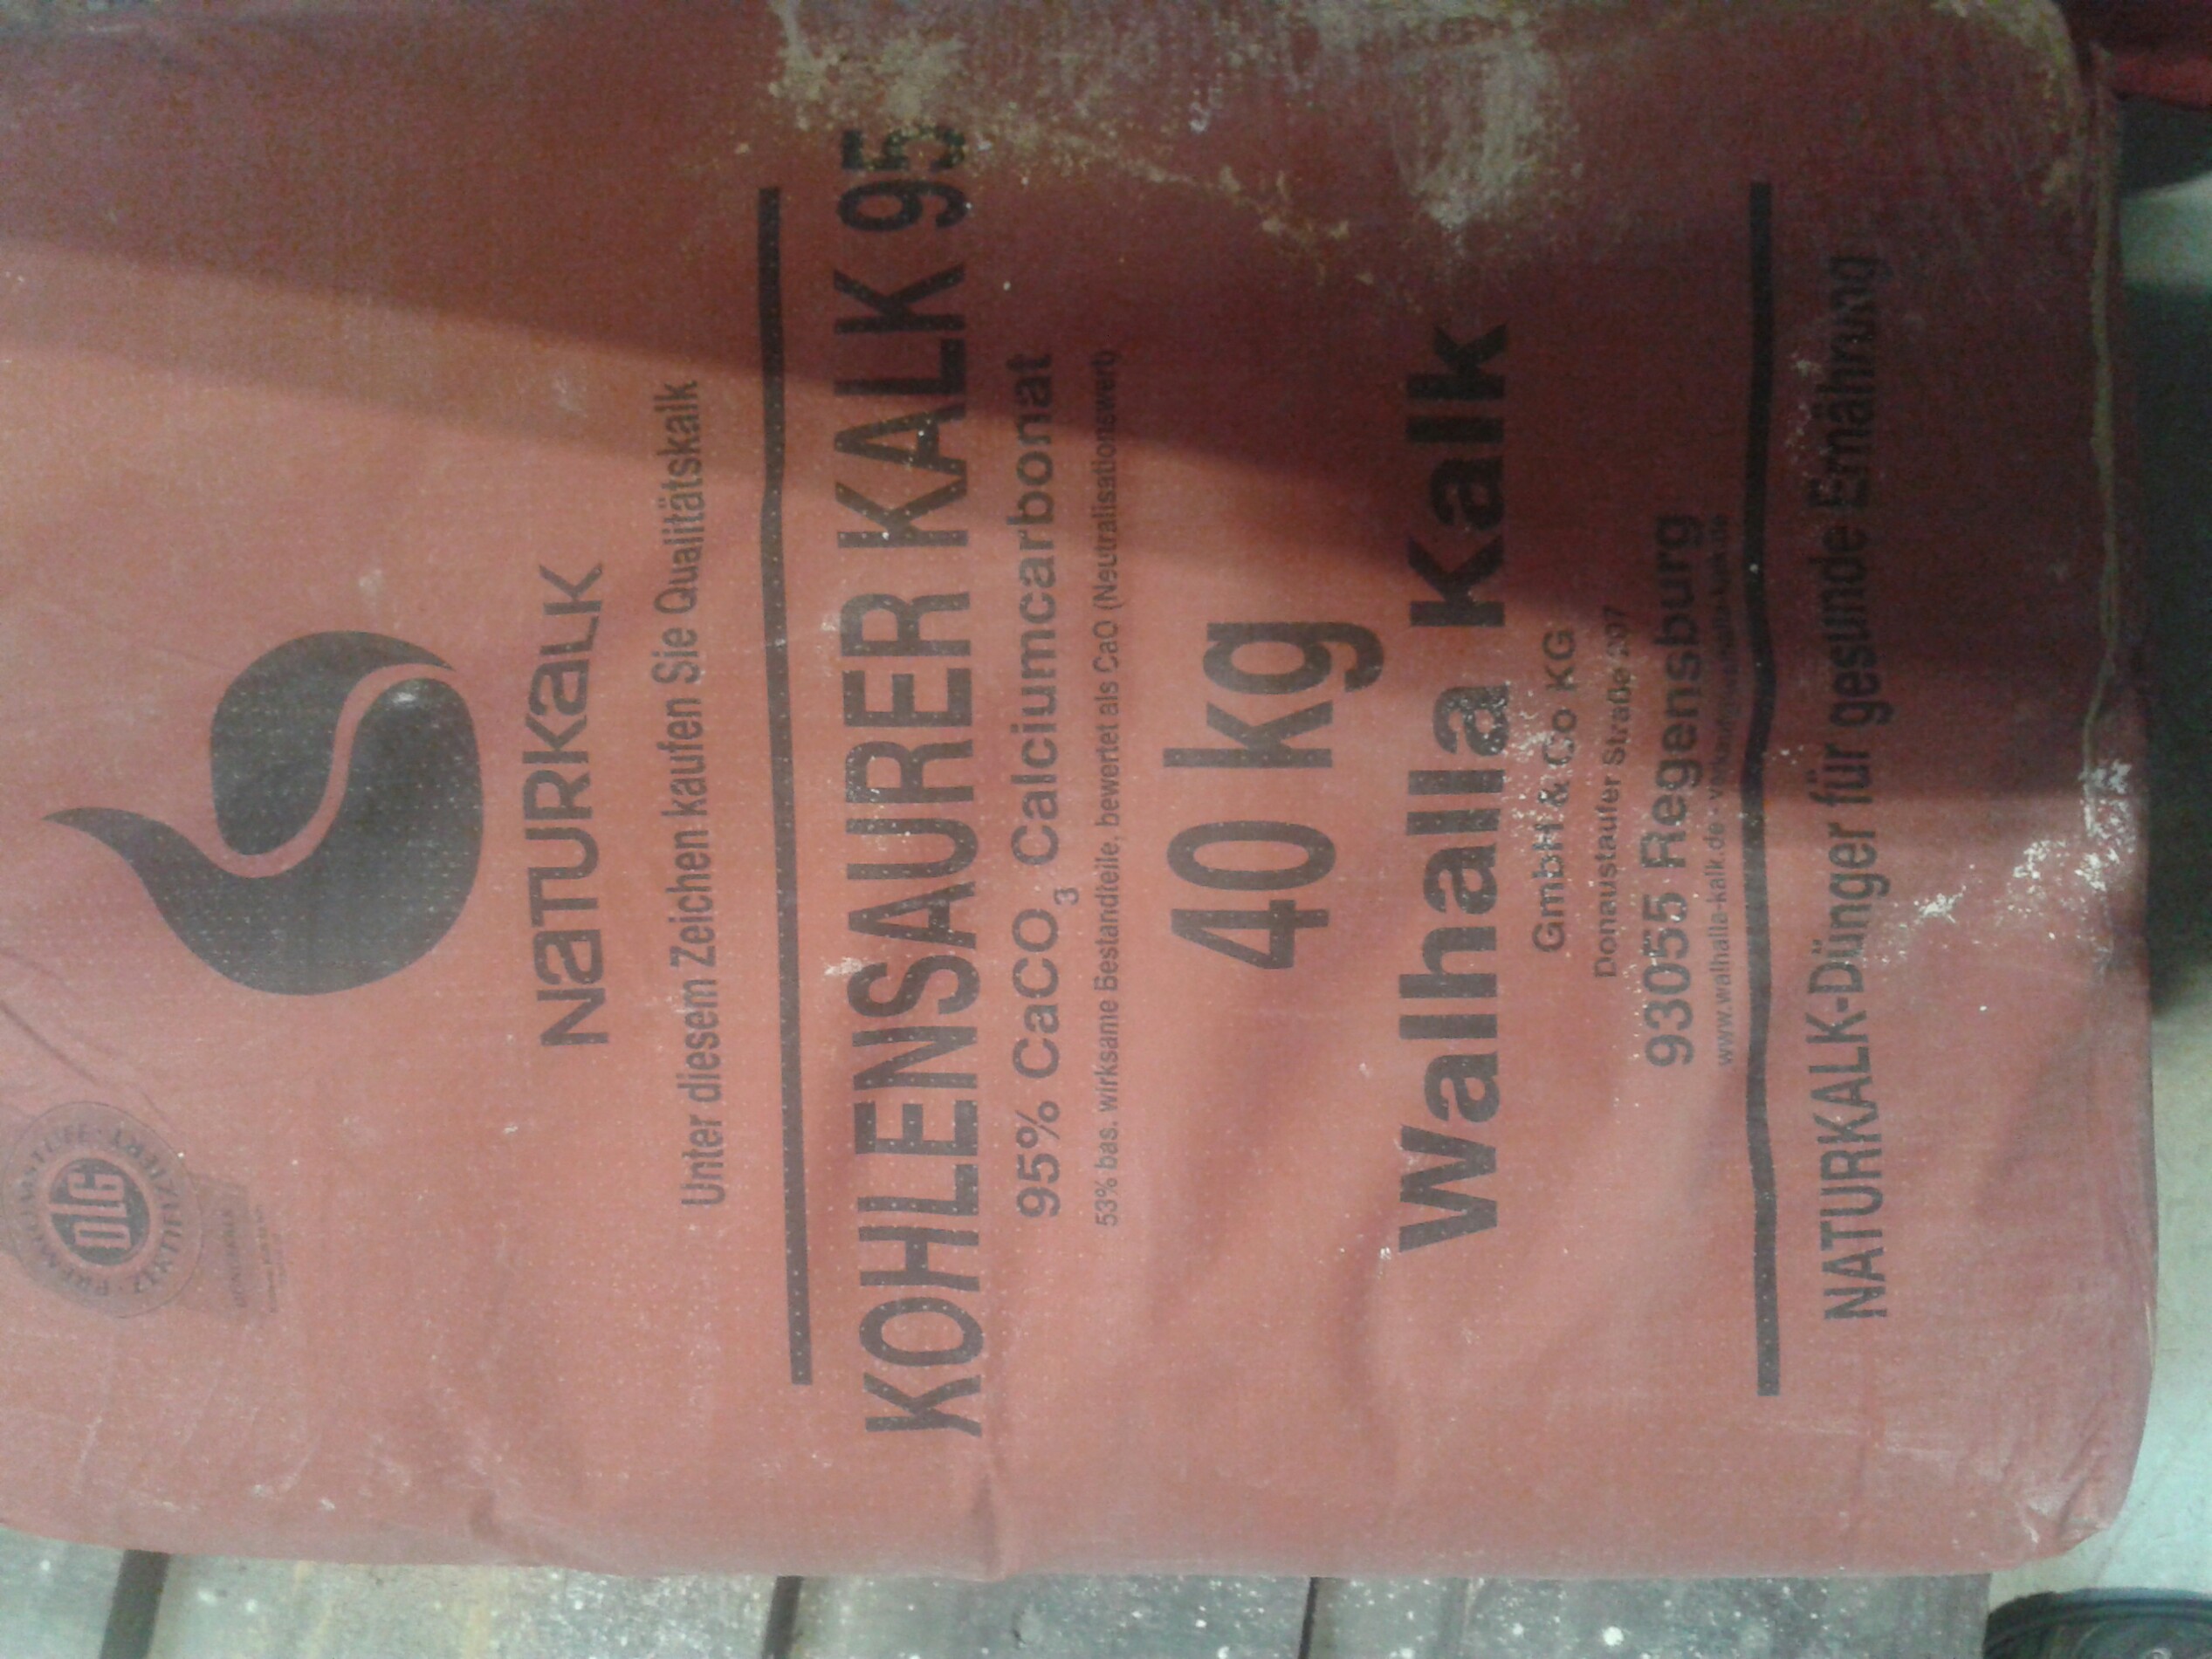 DLG
NATURKALK
Unter diesem Zeichen kaufen Sie Qualitätskalk
KOHLENSAURER KALK 95
95% CaCO₃ Calciumcarbonat
53% bas. wirksame Bestandteile, bewertet als CaO (Neutralisationswert)
40 kg
Walhalla Kalk
GmbH & Co KG
Donaustaufer Straße 207
93055 Regensburg
www.walhalla-kalk.de -
NATURKALK-Dünger für gesunde Ernährung